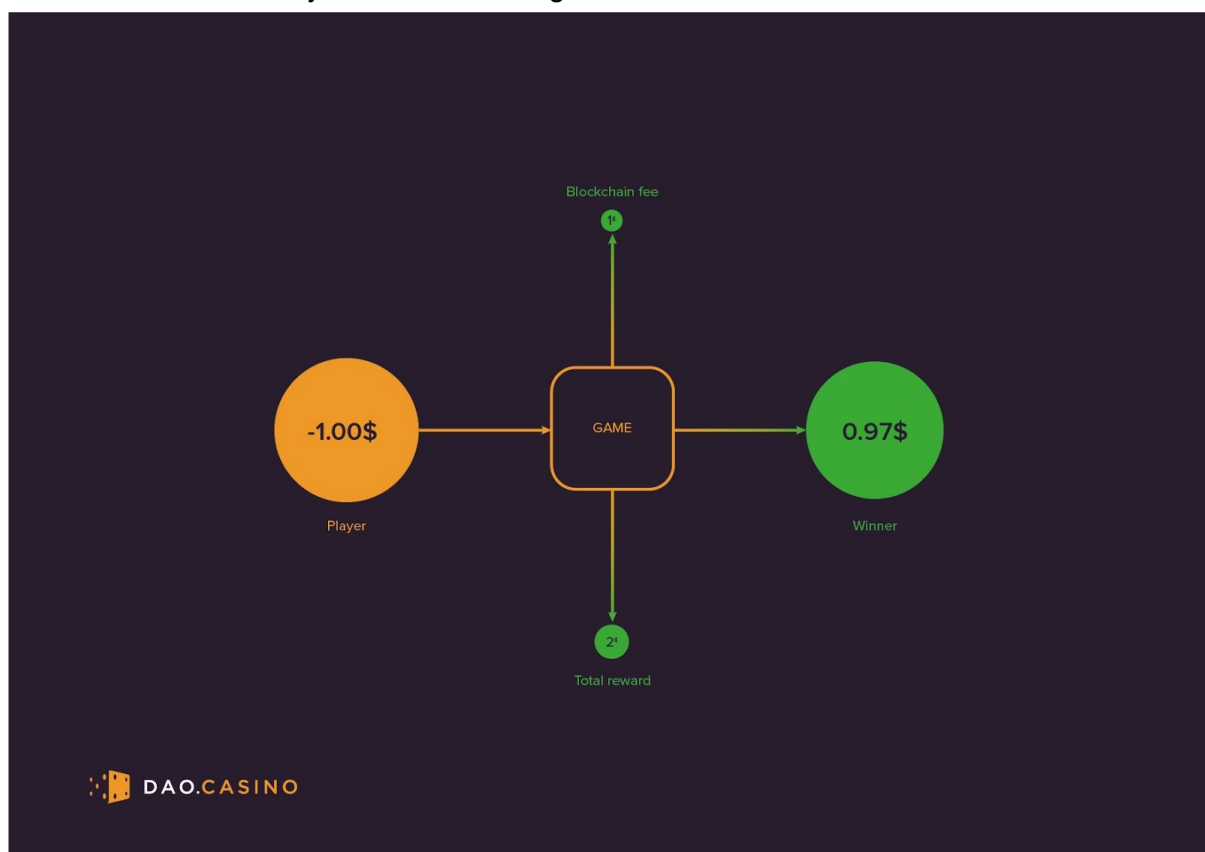 Blockchain fee
1¢
-1.00$
GAME
0.97$
Player
Winner
2¢
Total reward
DAO.CASINO